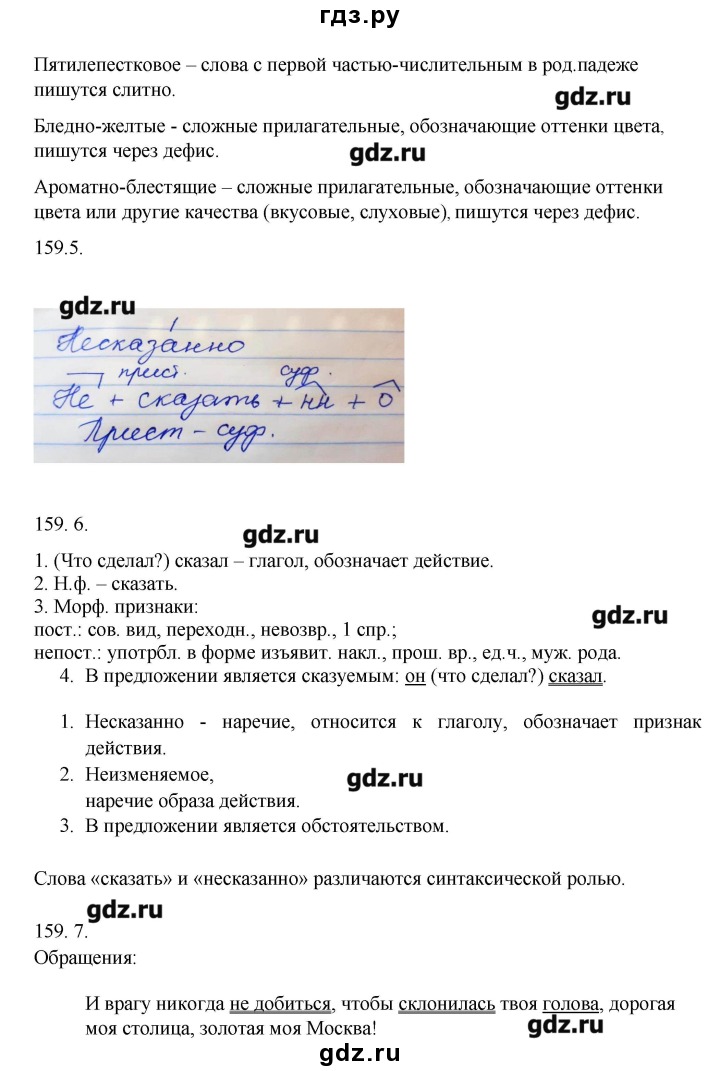 гдз.ру
Пятилепестковое – слова с первой частью-числительным в род.падеже
пишутся слитно.
gdz.ru
Бледно-желтые - сложные прилагательные, обозначающие оттенки цвета,
пишутся через дефис.
gdz.ru
Ароматно-блестящие – сложные прилагательные, обозначающие оттенки
цвета или другие качества (вкусовые, слуховые), пишутся через дефис.
159.5.
gdz.ru
Несказанно
прист. суф.
Не + сказать + нн + о
Прист - суф.
159. 6.
gdz.ru
1. (Что сделал?) сказал – глагол, обозначает действие.
2. Н.ф. – сказать.
3. Морф. признаки:
gdz.ru
пост.: сов. вид, переходн., невозвр., 1 спр.;
непост.: употрбл. в форме изъявит. накл., прош. вр., ед.ч., муж. рода.
4. В предложении является сказуемым: он (что сделал?) сказал.
1. Несказанно - наречие, относится к глаголу, обозначает признак
действия.
2. Неизменяемое,
gdz.ru
наречие образа действия.
3. В предложении является обстоятельством.
Слова «сказать» и «несказанно» различаются синтаксической ролью.
gdz.ru
159. 7.
Обращения:
И врагу никогда не добиться, чтобы склонилась твоя голова, дорогая
моя столица, золотая моя Москва!
gdz.ru
gdz.ru